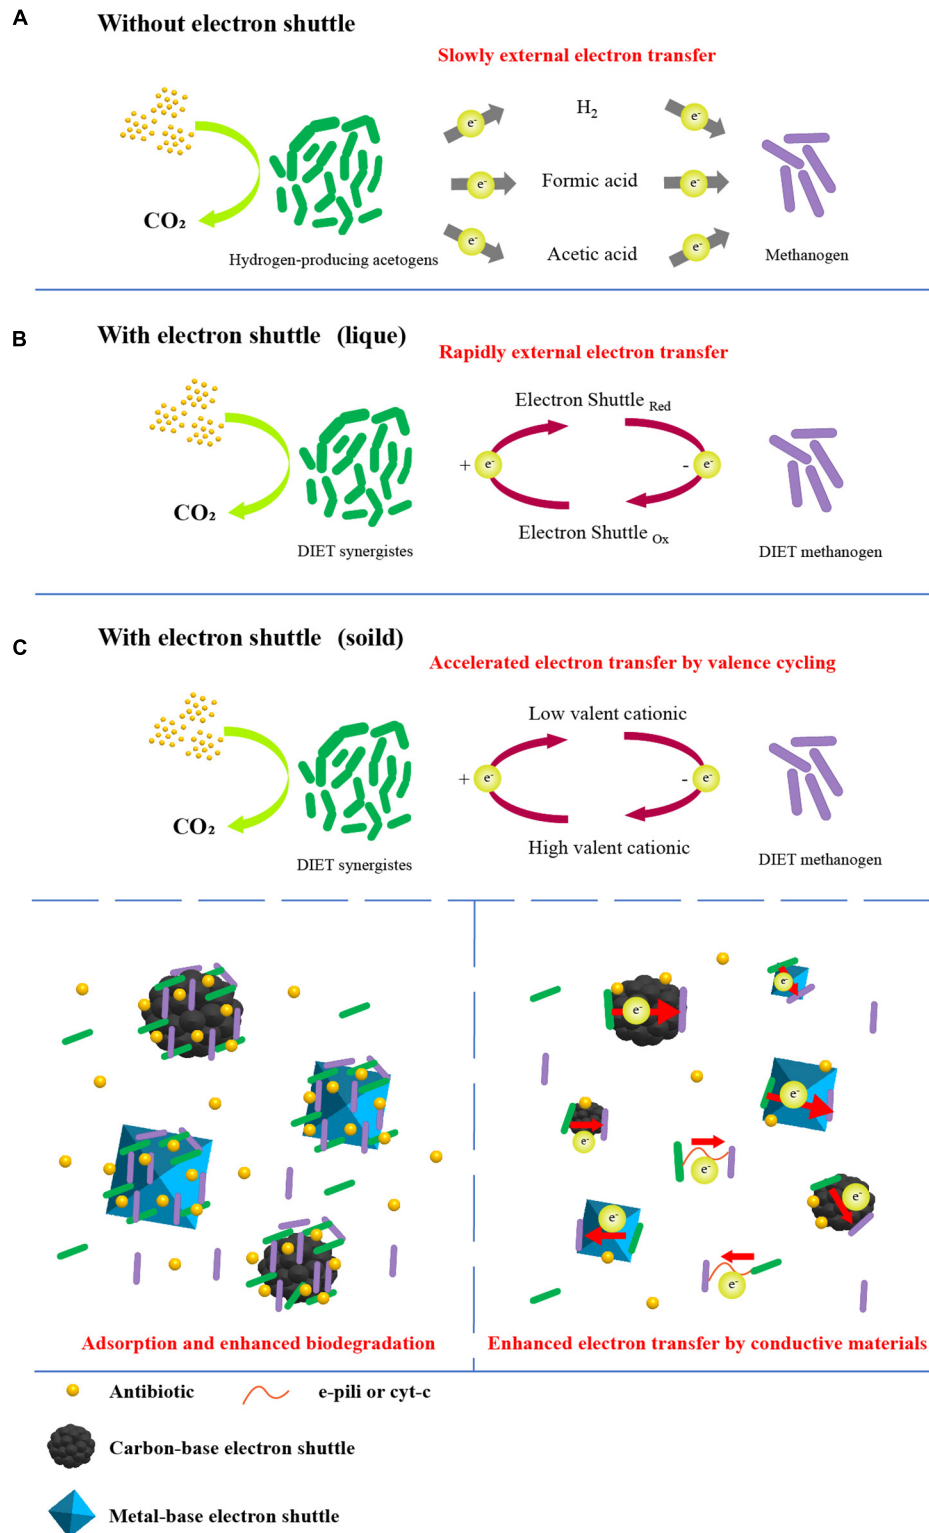 A
Without electron shuttle
Slowly external electron transfer
e-
H2
e-
CO₂
e-
Formic acid
e-
e-
Acetic acid
e-
Hydrogen-producing acetogens
Methanogen
B
With electron shuttle (lique)
Rapidly external electron transfer
Electron Shuttle Red
+ e-
- e-
CO₂
Electron Shuttle Ox
DIET synergistes
DIET methanogen
C
With electron shuttle (soild)
Accelerated electron transfer by valence cycling
Low valent cationic
+ e-
- e-
CO₂
High valent cationic
DIET synergistes
DIET methanogen
e-
e-
e-
e-
e-
e-
e-
e-
Adsorption and enhanced biodegradation
Enhanced electron transfer by conductive materials
Antibiotic
e-pili or cyt-c
Carbon-base electron shuttle
Metal-base electron shuttle